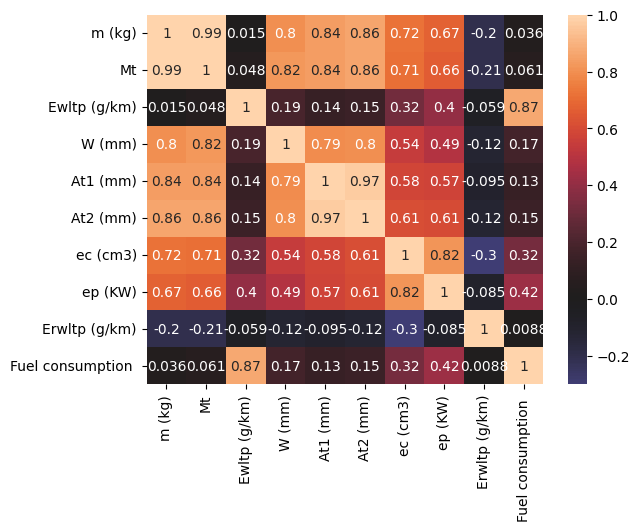 m (kg) 1 0.99 0.015 0.8 0.84 0.86 0.72 0.67 -0.2 0.036
Mt 0.99 1 0.048 0.82 0.84 0.86 0.71 0.66 -0.21 0.061
Ewltp (g/km) 0.015 0.048 1 0.19 0.14 0.15 0.32 0.4 -0.059 0.87
W (mm) 0.8 0.82 0.19 1 0.79 0.8 0.54 0.49 -0.12 0.17
At1 (mm) 0.84 0.84 0.14 0.79 1 0.97 0.58 0.57 -0.095 0.13
At2 (mm) 0.86 0.86 0.15 0.8 0.97 1 0.61 0.61 -0.12 0.15
ec (cm3) 0.72 0.71 0.32 0.54 0.58 0.61 1 0.82 -0.3 0.32
ep (KW) 0.67 0.66 0.4 0.49 0.57 0.61 0.82 1 -0.085 0.42
Erwltp (g/km) -0.2 -0.21 -0.059 -0.12 -0.095 -0.12 -0.3 -0.085 1 0.0088
Fuel consumption 0.036 0.061 0.87 0.17 0.13 0.15 0.32 0.42 0.0088 1
m (kg)
Mt
Ewltp (g/km)
W (mm)
At1 (mm)
At2 (mm)
ec (cm3)
ep (KW)
Erwltp (g/km)
Fuel consumption
1.0
0.8
0.6
0.4
0.2
0.0
−0.2